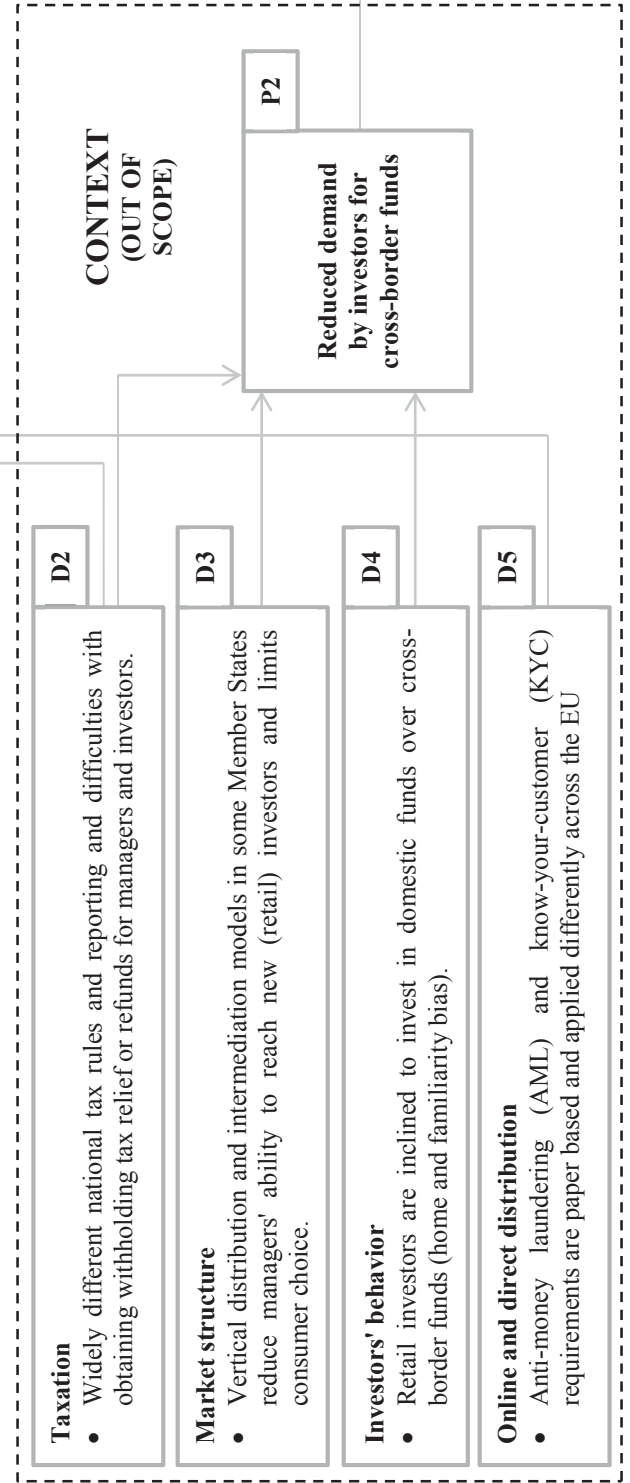 Taxation
D2
• Widely different national tax rules and reporting and difficulties with
obtaining withholding tax relief or refunds for managers and investors.
Market structure
D3
• Vertical distribution and intermediation models in some Member States
reduce managers' ability to reach new (retail) investors and limits
consumer choice.
Investors' behavior
D4
• Retail investors are inclined to invest in domestic funds over cross-
border funds (home and familiarity bias).
Online and direct distribution
D5
• Anti-money laundering (AML) and know-your-customer (KYC)
requirements are paper based and applied differently across the EU
CONTEXT
(OUT OF
SCOPE)
P2
Reduced demand
by investors for
cross-border funds